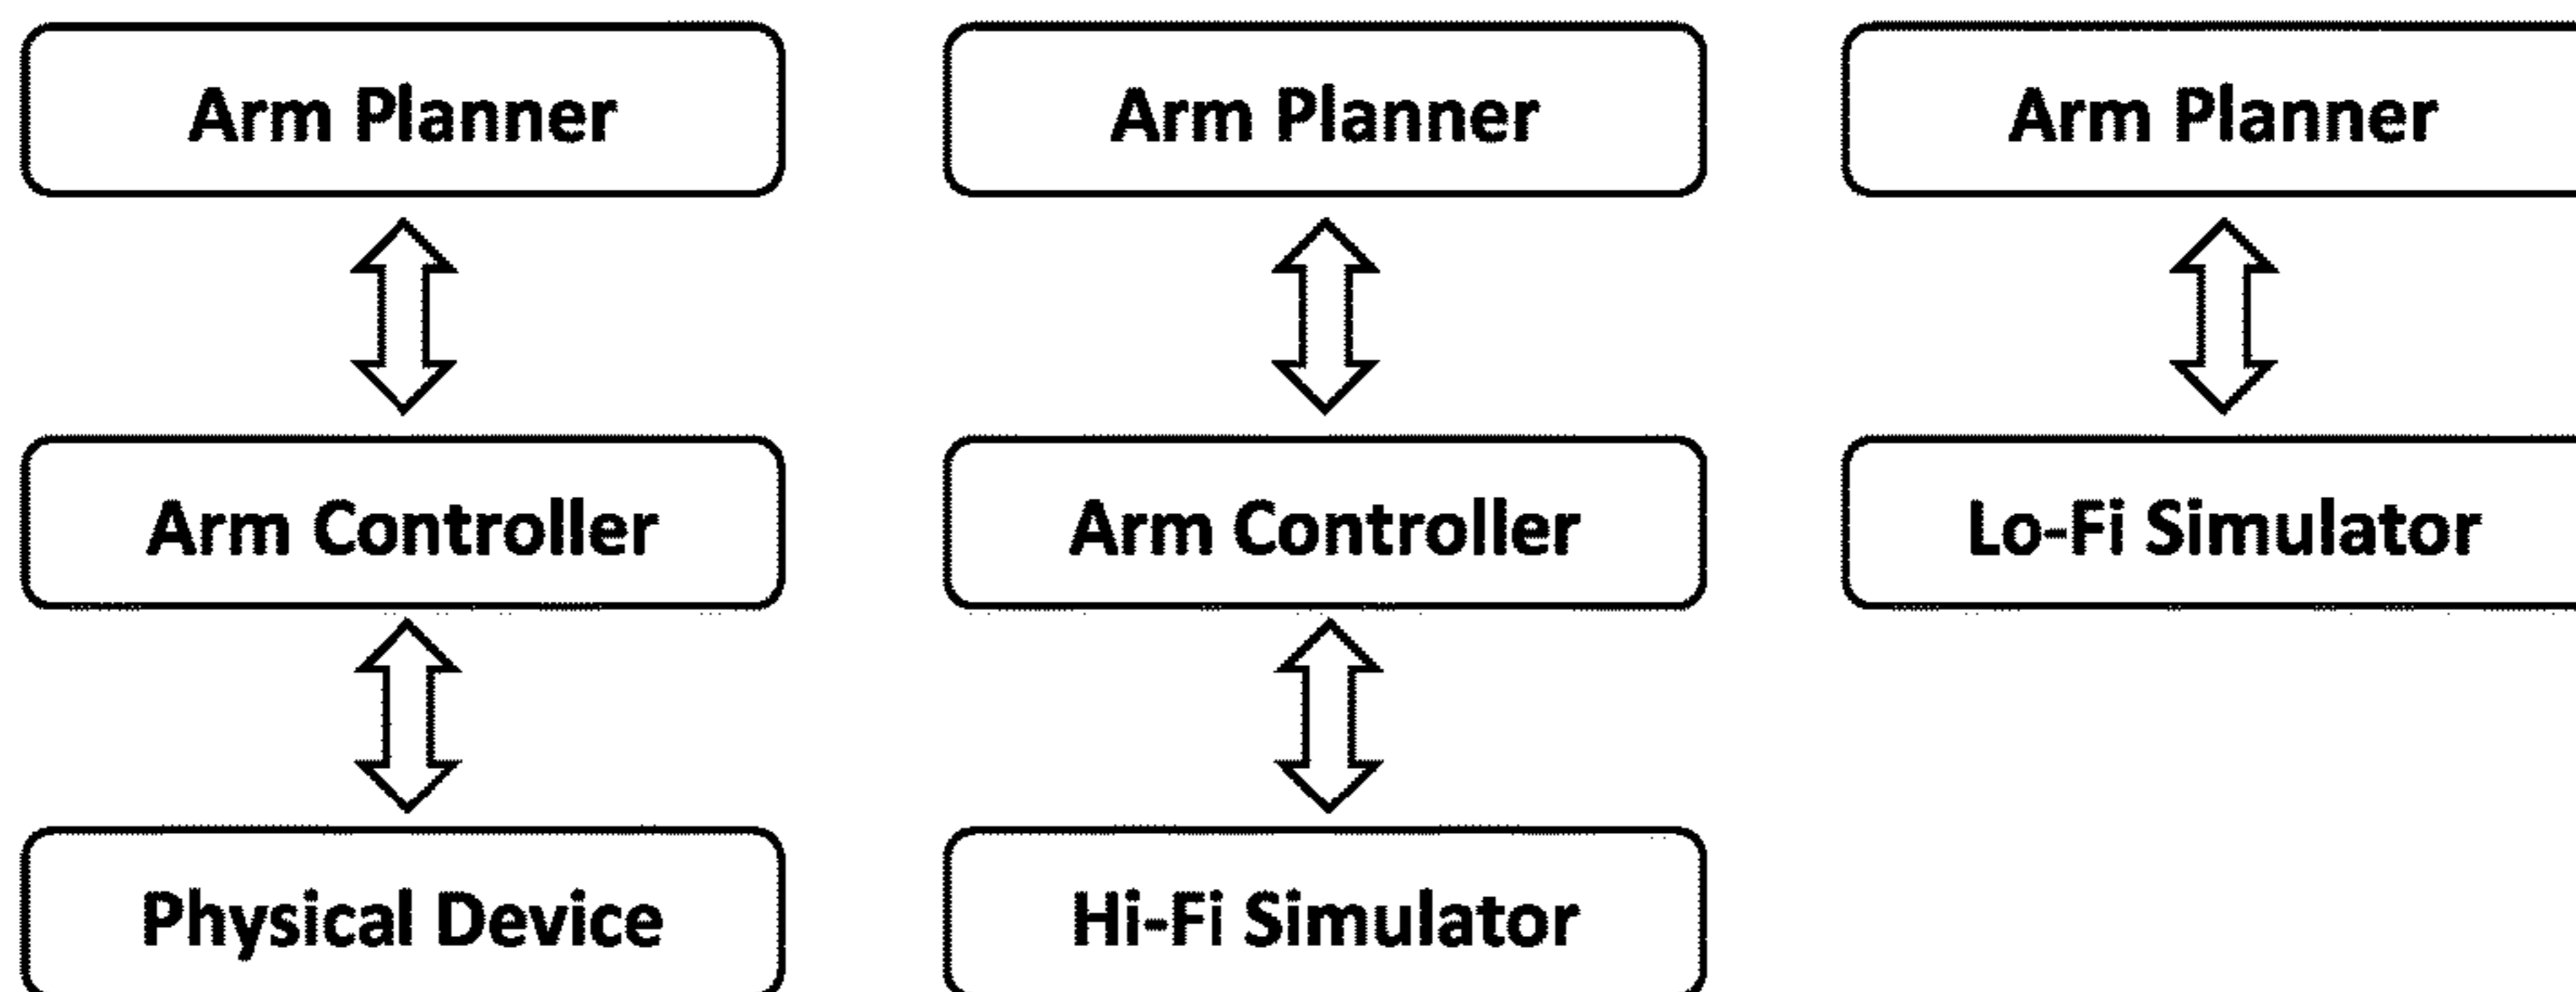 Arm Planner
Arm Planner
Arm Planner
Arm Controller
Arm Controller
Lo-Fi Simulator
Physical Device
Hi-Fi Simulator